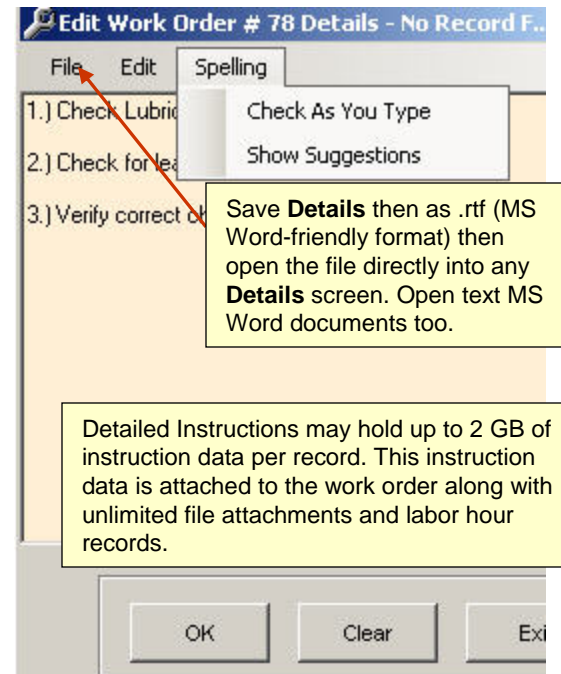 Edit Work Order # 78 Details - No Record F...
File Edit Spelling
1.) Check
Check As You Type
2.) Check for
Show Suggestions
3.) Verify correct
Save Details then as .rtf (MS
Word-friendly format) then
open the file directly into any
Details screen. Open text MS
Word documents too.
Detailed Instructions may hold up to 2 GB of
instruction data per record. This instruction
data is attached to the work order along with
unlimited file attachments and labor hour
records.
OK Clear